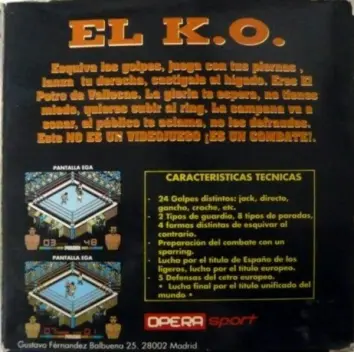 EL K.O.
Esquiva los golpes, juega con tus piernas,
lanza tu derecha, castígale el hígado. Eres El
Potro de Vallecas. La gloria te espera, no tienes
miedo, quieres subir al ring. La campana va a
sonar, el público te aclama, no les defraudes.
Esto NO ES UN VIDEOJUEGO ¡ES UN COMBATE!.
PANTALLA EGA
03 48
PANTALLA EGA
CARACTERISTICAS TECNICAS
· 24 Golpes distintos: jack, directo,
gancho, croche, etc.
· 2 Tipos de guardia, 8 tipos de paradas,
4 formas distintas de esquivar al
contrario.
· Preparación del combate con un
sparring.
· Lucha por el título de España de los
ligeros, lucha por el título europeo.
· 5 Defensas del cetro europeo.
• Lucha final por el título unificado del
mundo •
OPERA sport
Gustavo Férnandez Balbuena 25. 28002 Madrid